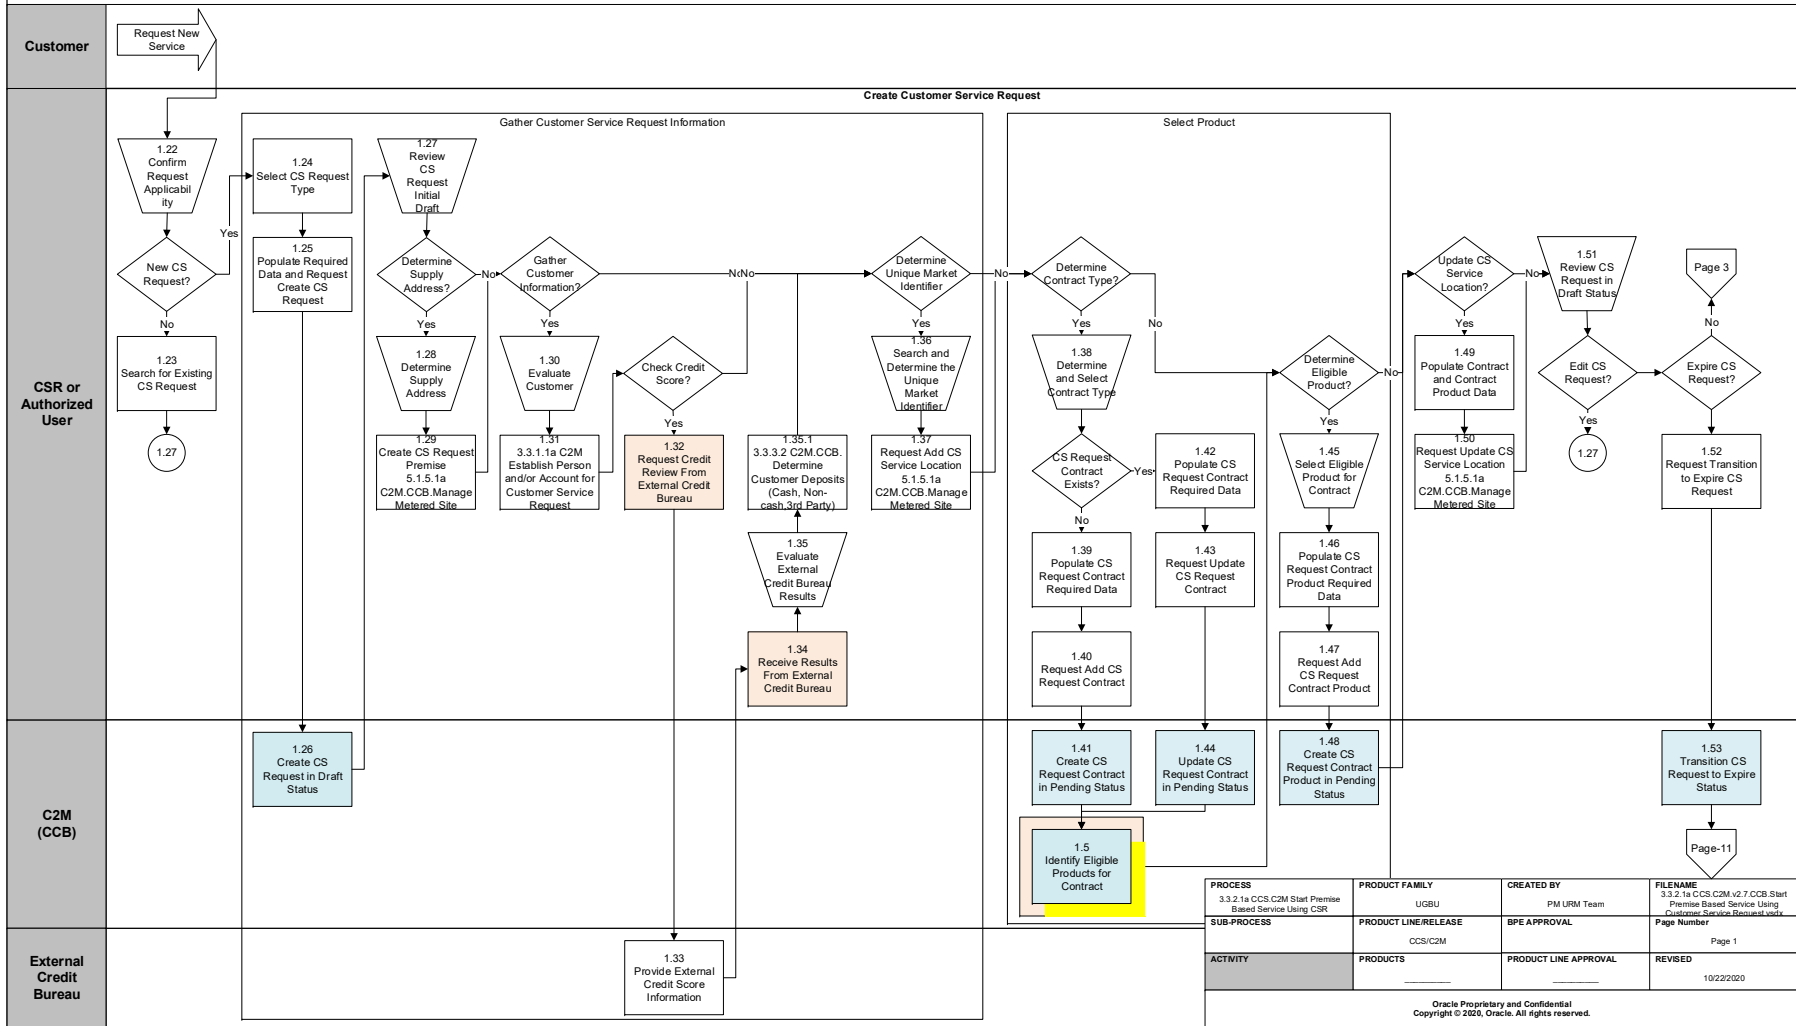 Customer
Request New
Service
Create Customer Service Request
Gather Customer Service Request Information
Select Product
CSR or
Authorized
User
1.22
Confirm
Request
Applicabil
ity
New CS
Request?
Yes
No
1.23
Search for Existing
CS Request
1.27
1.24
Select CS Request
Type
1.25
Populate Required
Data and Request
Create CS
Request
1.27
Review
CS
Request
Initial
Draft
Determine
Supply
Address?
No
Yes
1.28
Determine
Supply
Address
1.29
Create CS Request
Premise
5.1.5.1a
C2M.CCB.Manage
Metered Site
Gather
Customer
Information?
Yes
1.30
Evaluate
Customer
1.31
3.3.1.1a C2M
Establish Person
and/or Account for
Customer Service
Request
Check Credit
Score?
Yes
1.32
Request Credit
Review From
External Credit
Bureau
No
No
1.35.1
3.3.3.2 C2M.CCB.
Determine
Customer Deposits
(Cash, Non-
cash,3rd Party)
1.35
Evaluate
External
Credit Bureau
Results
1.34
Receive Results
From External
Credit Bureau
Determine
Unique Market
Identifier
No
Yes
1.36
Search and
Determine the
Unique
Market
Identifier
1.37
Request Add CS
Service Location
5.1.5.1a
C2M.CCB.Manage
Metered Site
Determine
Contract Type?
Yes
No
1.38
Determine
and Select
Contract Type
CS Request
Contract
Exists?
Yes
No
1.39
Populate CS
Request Contract
Required Data
1.40
Request Add CS
Request Contract
1.42
Populate CS
Request Contract
Required Data
1.43
Request Update
CS Request
Contract
Determine
Eligible
Product?
No
Yes
1.45
Select Eligible
Product for
Contract
1.46
Populate CS
Request Contract
Product Required
Data
1.47
Request Add
CS Request
Contract Product
Update CS
Service
Location?
No
Yes
1.49
Populate Contract
and Contract
Product Data
1.50
Request Update CS
Service Location
5.1.5.1a
C2M.CCB.Manage
Metered Site
1.51
Review CS
Request in
Draft Status
Edit CS
Request?
Yes
1.27
Page 3
No
Expire CS
Request?
1.52
Request Transition
to Expire CS
Request
C2M
(CCB)
1.26
Create CS
Request in Draft
Status
1.41
Create CS
Request Contract
in Pending Status
1.44
Update CS
Request Contract
in Pending Status
1.48
Create CS
Request Contract
Product in Pending
Status
1.53
Transition CS
Request to Expire
Status
1.5
Identify Eligible
Products for
Contract
Page-11
External
Credit
Bureau
1.33
Provide External
Credit Score
Information
PROCESS
3.3.2.1a CCS.C2M Start Premise
Based Service Using CSR
PRODUCT FAMILY
UGBU
CREATED BY
PM URM Team
FILENAME
3.3.2.1a CCS.C2M.v2.7.CCB.Start
Premise Based Service Using
Customer Service Request.vsdx
SUB-PROCESS
PRODUCT LINE/RELEASE
CCS/C2M
BPE APPROVAL
Page Number
Page 1
ACTIVITY
PRODUCTS
PRODUCT LINE APPROVAL
REVISED
10/22/2020
Oracle Proprietary and Confidential
Copyright © 2020, Oracle. All rights reserved.